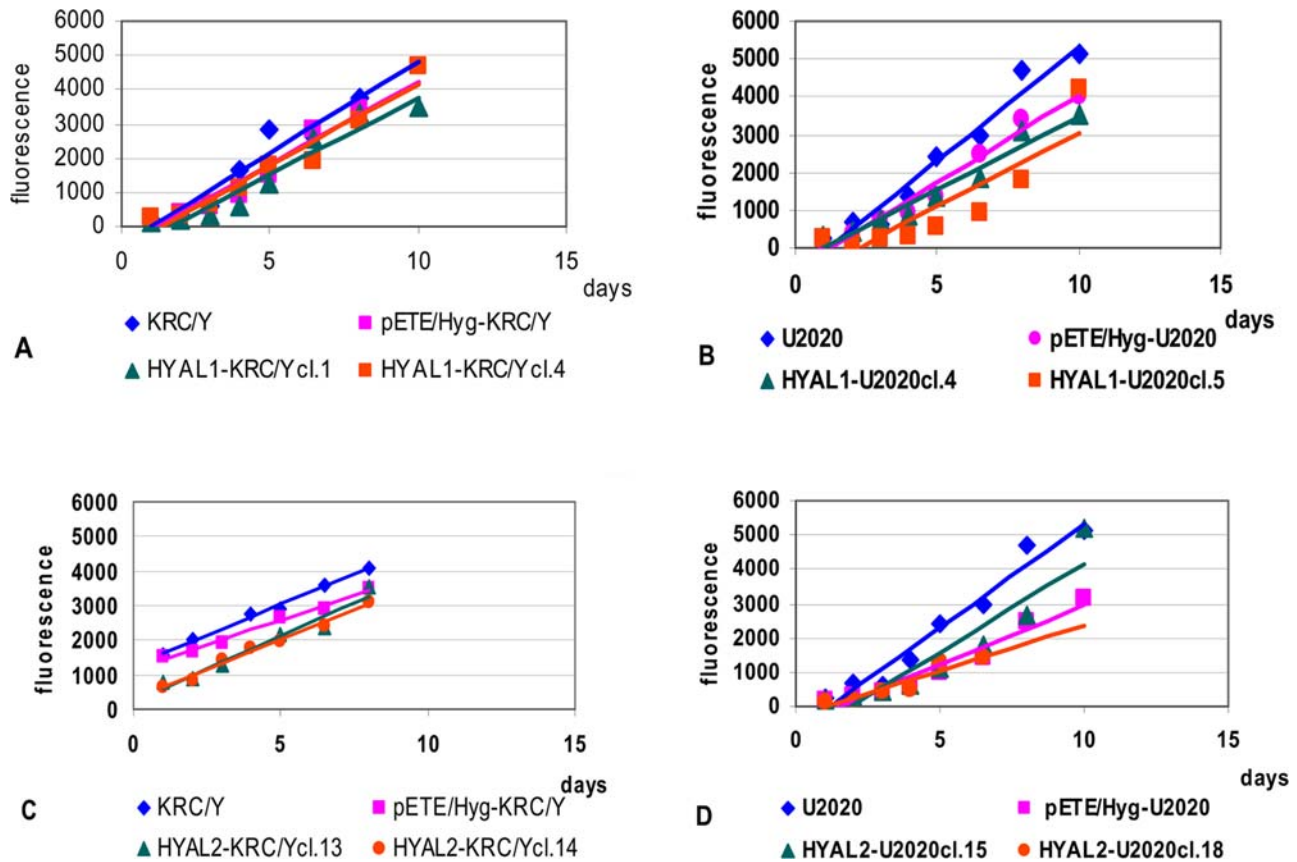 6000
5000
4000
3000
2000
1000
0
fluorescence
0 5 10 15
days
KRC/Y pETE/Hyg-KRC/Y
HYAL1-KRC/Ycl.1 HYAL1-KRC/Ycl.4
A
6000
5000
4000
3000
2000
1000
0
fluorescence
0 5 10 15
days
U2020 pETE/Hyg-U2020
HYAL1-U2020cl.4 HYAL1-U2020cl.5
B
6000
5000
4000
3000
2000
1000
0
fluorescence
0 5 10 15
days
KRC/Y pETE/Hyg-KRC/Y
HYAL2-KRC/Ycl.13 HYAL2-KRC/Ycl.14
C
6000
5000
4000
3000
2000
1000
0
fluorescence
0 5 10 15
days
U2020 pETE/Hyg-U2020
HYAL2-U2020cl.15 HYAL2-U2020cl.18
D